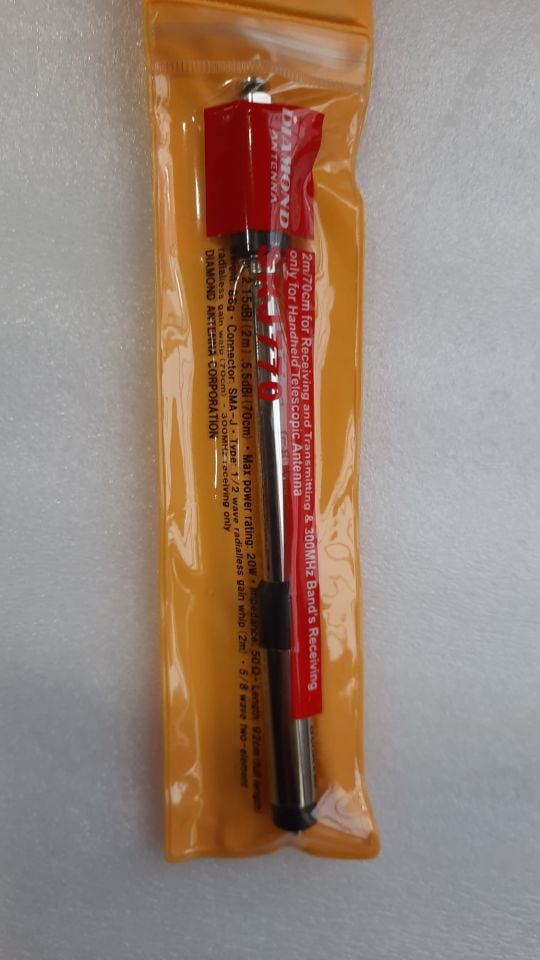 DIAMOND
ANTENNA
2m/70cm for Receiving and Transmitting & 300MHz Band's Receiving
only for Handheld Telescopic Antenna
770
2.15dBi (2m) .5.5dBi (70cm) • Max power rating: 20W • Impedance: 50Ω • Length: 92cm (full length)
68g • Connector: SMA-J • Type: 1/2 wave radialless gain whip (2m) • 5/8 wave two-element
radialless gain whip (70cm) • 300MHz receiving only
DIAMOND ANTENNA CORPORATION